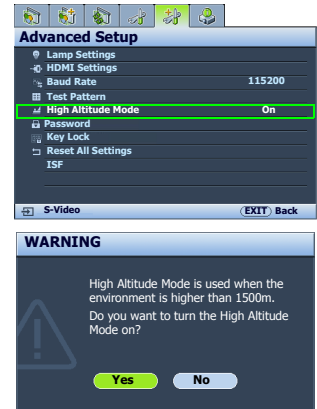 Advanced Setup
Lamp Settings
HDMI Settings
Baud Rate 115200
Test Pattern
High Altitude Mode On
Password
Key Lock
Reset All Settings
ISF
S-Video EXIT Back
WARNING
High Altitude Mode is used when the
environment is higher than 1500m.
Do you want to turn the High Altitude
Mode on?
Yes No